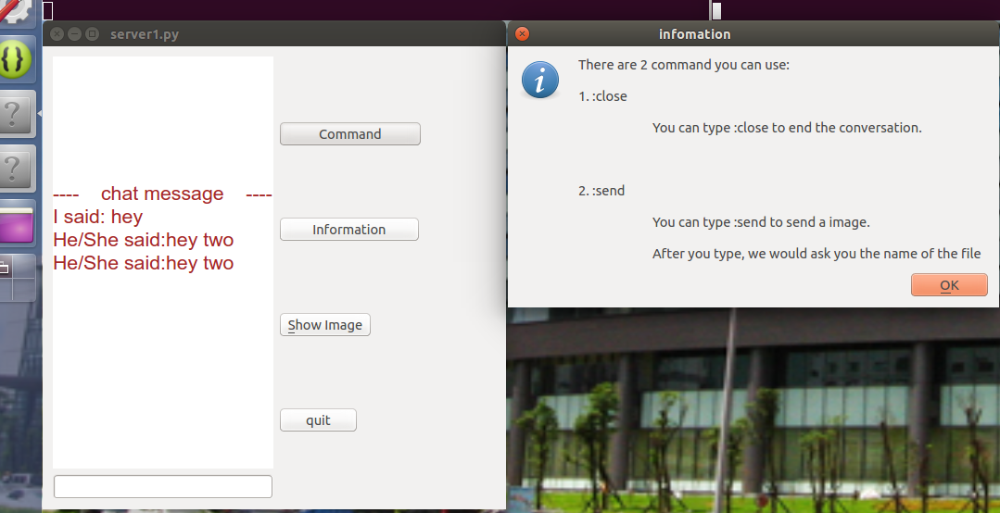 server1.py
---- chat message ----
I said: hey
He/She said:hey two
He/She said:hey two
Command
Information
Show Image
quit
infomation
There are 2 command you can use:
1. :close
You can type :close to end the conversation.
2. :send
You can type :send to send a image.
After you type, we would ask you the name of the file
OK